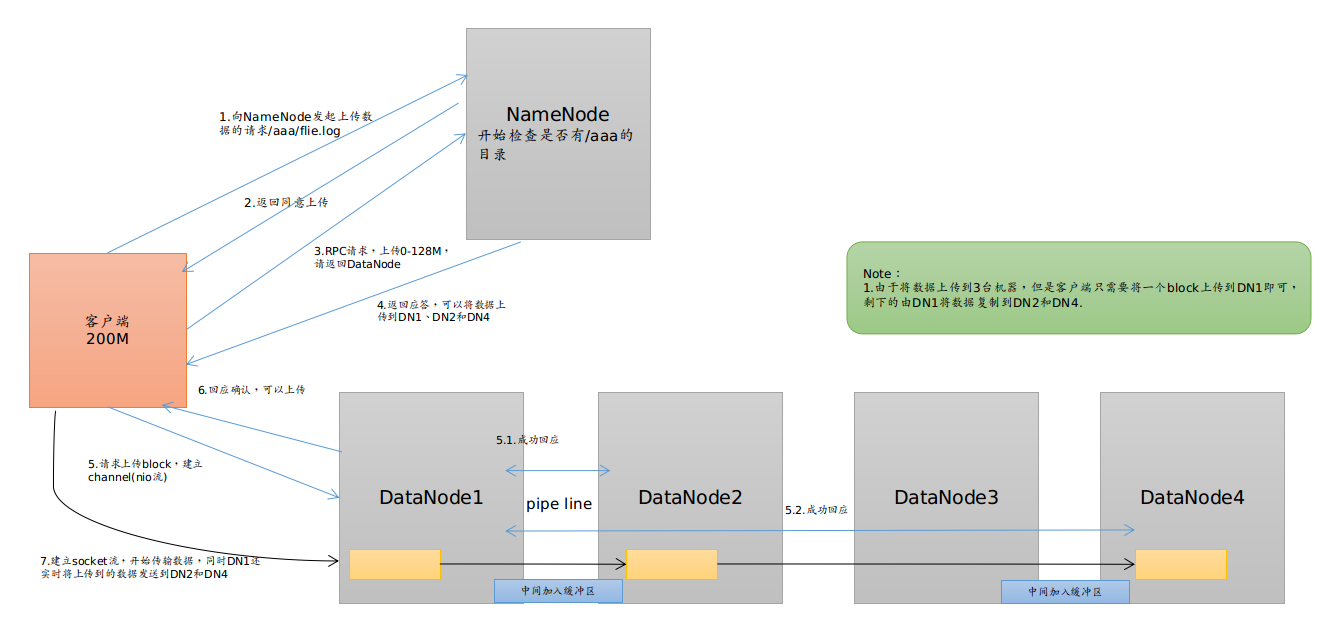 1.向NameNode发起上传数
据的请求/aaa/flie.log
NameNode
开始检查是否有/aaa的
目录
2.返回同意上传
3.RPC请求，上传0-128M，
请返回DataNode
4.返回应答，可以将数据上
传到DN1、DN2和DN4
客户端
200M
Note：
1.由于将数据上传到3台机器，但是客户端只需要将一个block上传到DN1即可，
剩下的由DN1将数据复制到DN2和DN4.
6.回应确认，可以上传
5.请求上传block，建立
channel(nio流)
5.1.成功回应
DataNode1
pipe line
DataNode2
5.2.成功回应
DataNode3
DataNode4
7.建立socket流，开始传输数据，同时DN1还
实时将上传到的数据发送到DN2和DN4
中间加入缓冲区
中间加入缓冲区